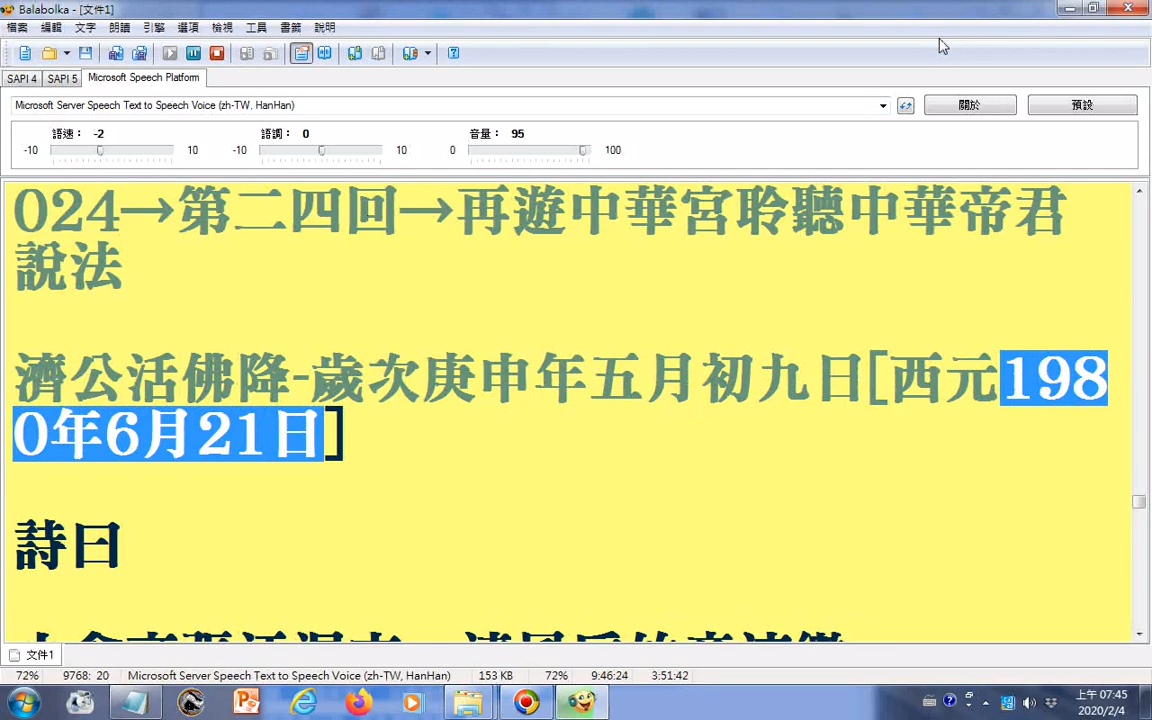 Balabolka - [文件1]
檔案 編輯 文字 朗讀 引擎 選項 檢視 工具 書籤 說明
SAPI 4 SAPI 5 Microsoft Speech Platform
Microsoft Server Speech Text to Speech Voice (zh-TW, HanHan) 關於 預設
語速： -2 語調： 0 音量： 95
-10 10 -10 10 0 100
024→第二四回→再遊中華宮聆聽中華帝君
說法
濟公活佛降-歲次庚申年五月初九日[西元198
0年6月21日]
詩曰
文件1
72% 9768: 20 Microsoft Server Speech Text to Speech Voice (zh-TW, HanHan) 153 KB 72% 9:46:24 3:51:42
上午 07:45
2020/2/4